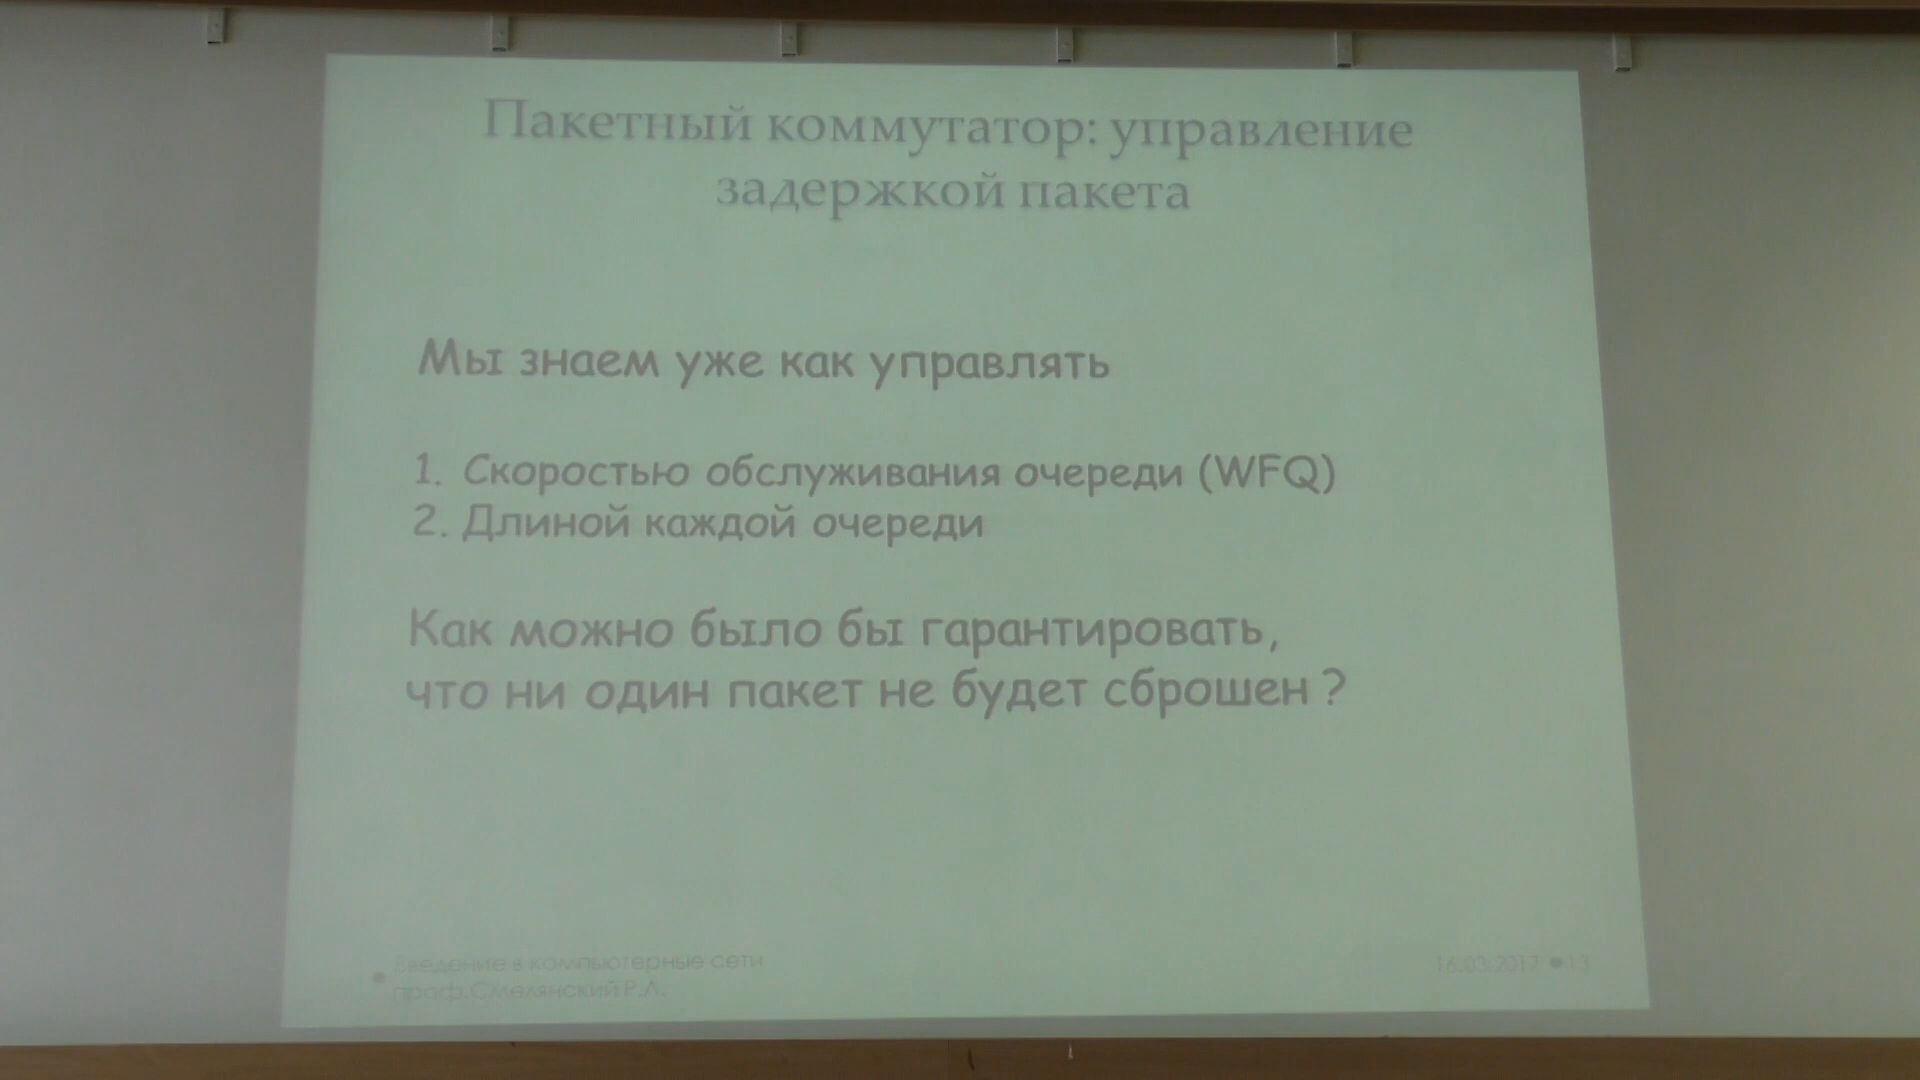 Пакетный коммутатор: управление
задержкой пакета
Мы знаем уже как управлять
1. Скоростью обслуживания очереди (WFQ)
2. Длиной каждой очереди
Как можно было бы гарантировать,
что ни один пакет не будет сброшен ?
Введение в компьютерные сети
проф.Смелянский Р.Л.
16.03.2017 • 13